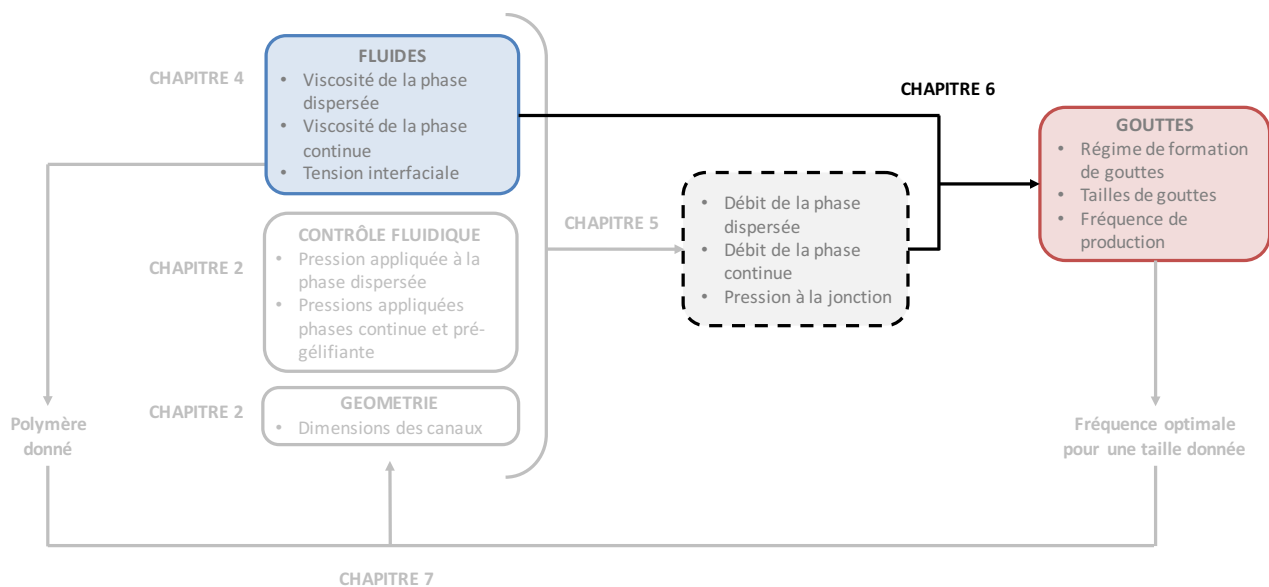 CHAPITRE 4
FLUIDES
• Viscosité de la phase
dispersée
• Viscosité de la phase
continue
• Tension interfaciale
CHAPITRE 2
CONTRÔLE FLUIDIQUE
• Pression appliquée à la
phase dispersée
• Pressions appliquées
phases continue et pré-
gélifiante
CHAPITRE 2
GEOMETRIE
• Dimensions des canaux
CHAPITRE 5
• Débit de la phase
dispersée
• Débit de la phase
continue
• Pression à la jonction
CHAPITRE 6
GOUTTES
• Régime de formation
de gouttes
• Tailles de gouttes
• Fréquence de
production
Polymère
donné
Fréquence optimale
pour une taille donnée
CHAPITRE 7